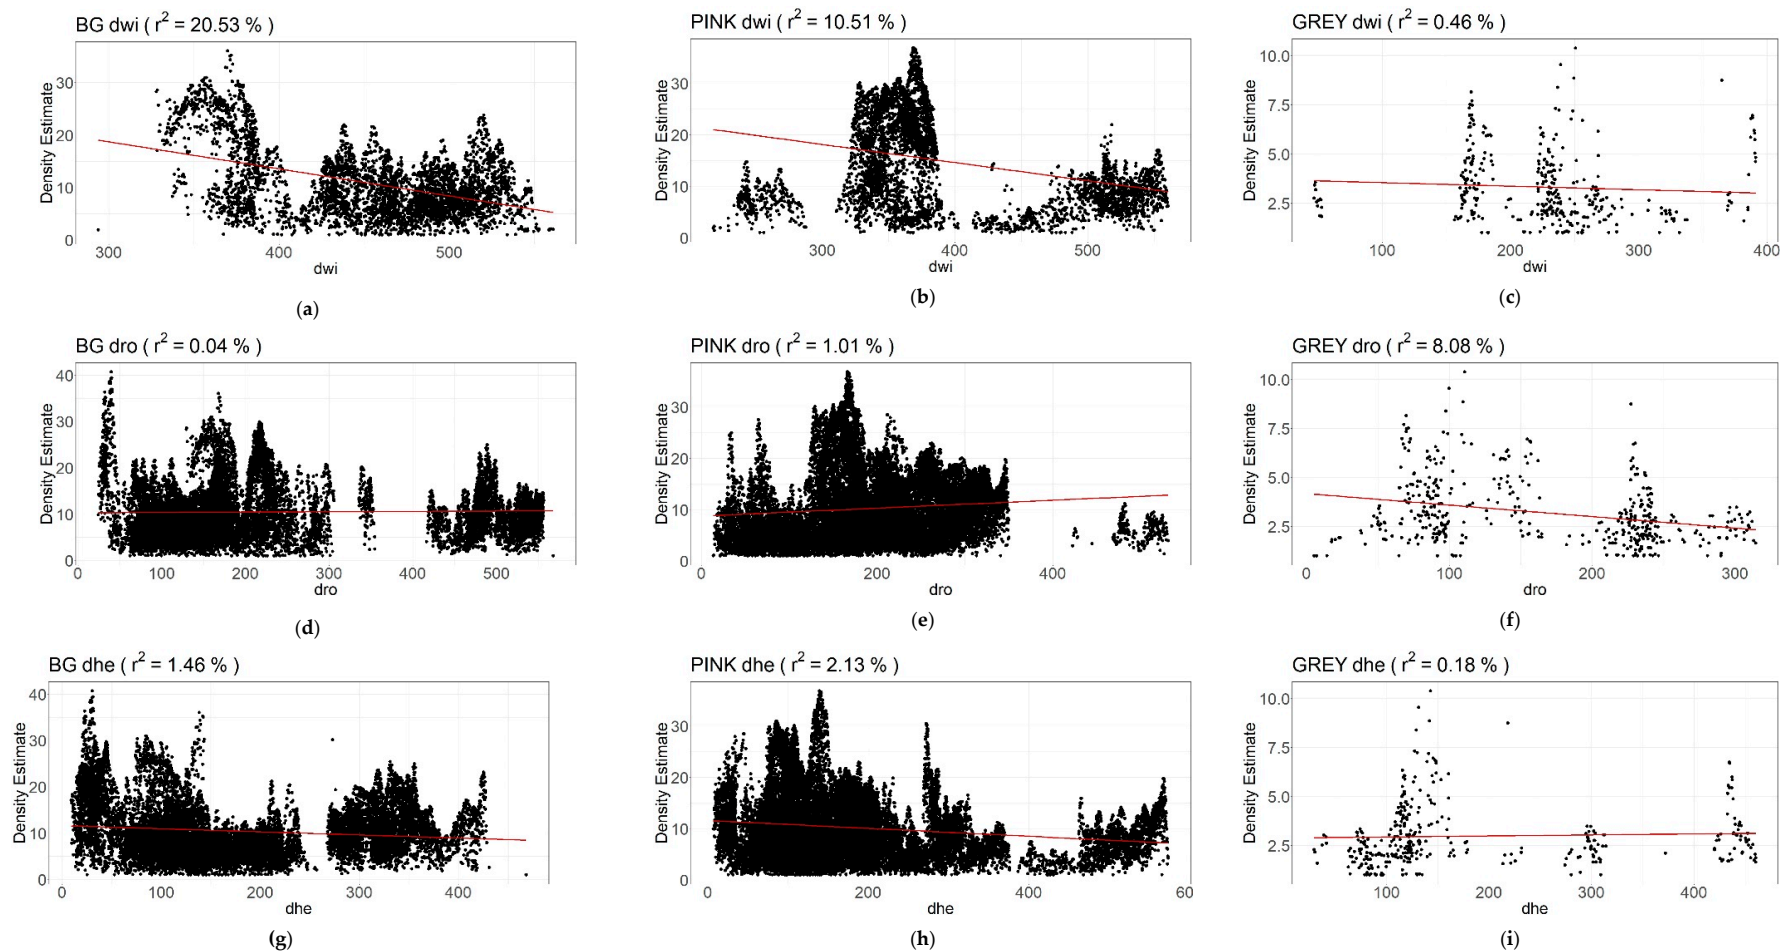 BG dwi ( r² = 20.53 % )
Density Estimate
30
20
10
0
300
400
500
dwi
(a)
PINK dwi ( r² = 10.51 % )
Density Estimate
30
20
10
0
300
400
500
dwi
(b)
GREY dwi ( r² = 0.46 % )
Density Estimate
10.0
7.5
5.0
2.5
100
200
300
400
dwi
(c)
BG dro ( r² = 0.04 % )
Density Estimate
40
30
20
10
0
0
100
200
300
400
500
dro
(d)
PINK dro ( r² = 1.01 % )
Density Estimate
30
20
10
0
0
200
400
dro
(e)
GREY dro ( r² = 8.08 % )
Density Estimate
10.0
7.5
5.0
2.5
0
100
200
300
dro
(f)
BG dhe ( r² = 1.46 % )
Density Estimate
40
30
20
10
0
0
200
400
dhe
(g)
PINK dhe ( r² = 2.13 % )
Density Estimate
30
20
10
0
0
200
400
60
dhe
(h)
GREY dhe ( r² = 0.18 % )
Density Estimate
10.0
7.5
5.0
2.5
100
200
300
400
dhe
(i)